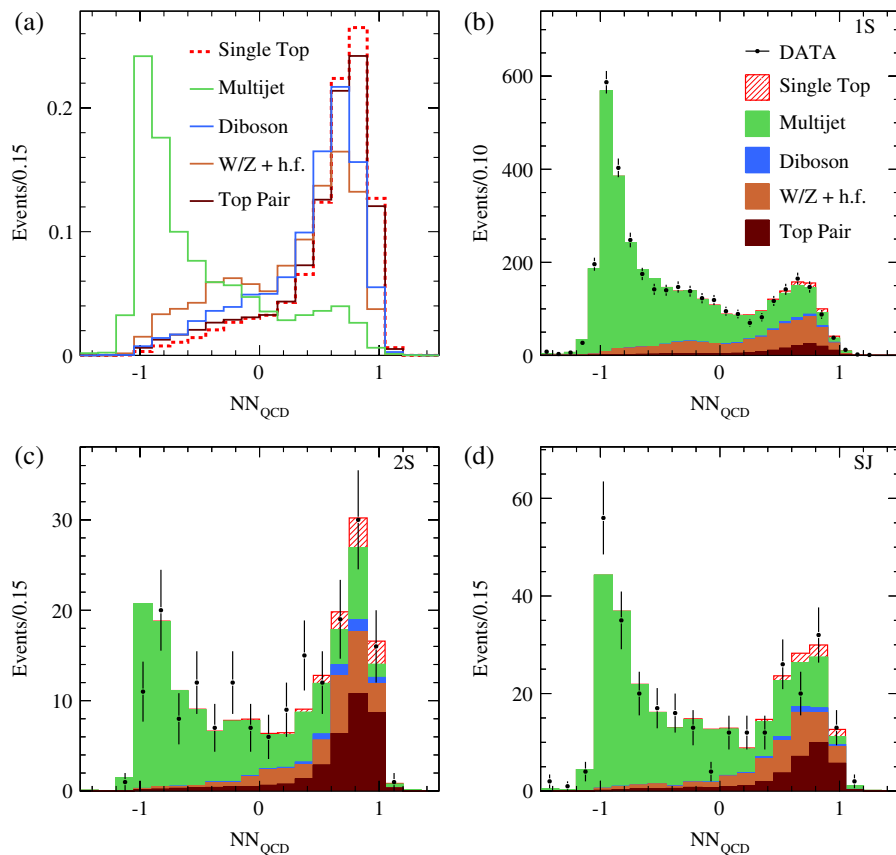 (a)
Single Top
Multijet
Diboson
W/Z + h.f.
Top Pair
0.2
0.1
0
Events/0.15
-1
0
1
NN_QCD
(b)
1S
DATA
Single Top
Multijet
Diboson
W/Z + h.f.
Top Pair
600
400
200
0
Events/0.10
-1
0
1
NN_QCD
(c)
2S
30
20
10
0
Events/0.15
-1
0
1
NN_QCD
(d)
SJ
60
40
20
0
Events/0.15
-1
0
1
NN_QCD